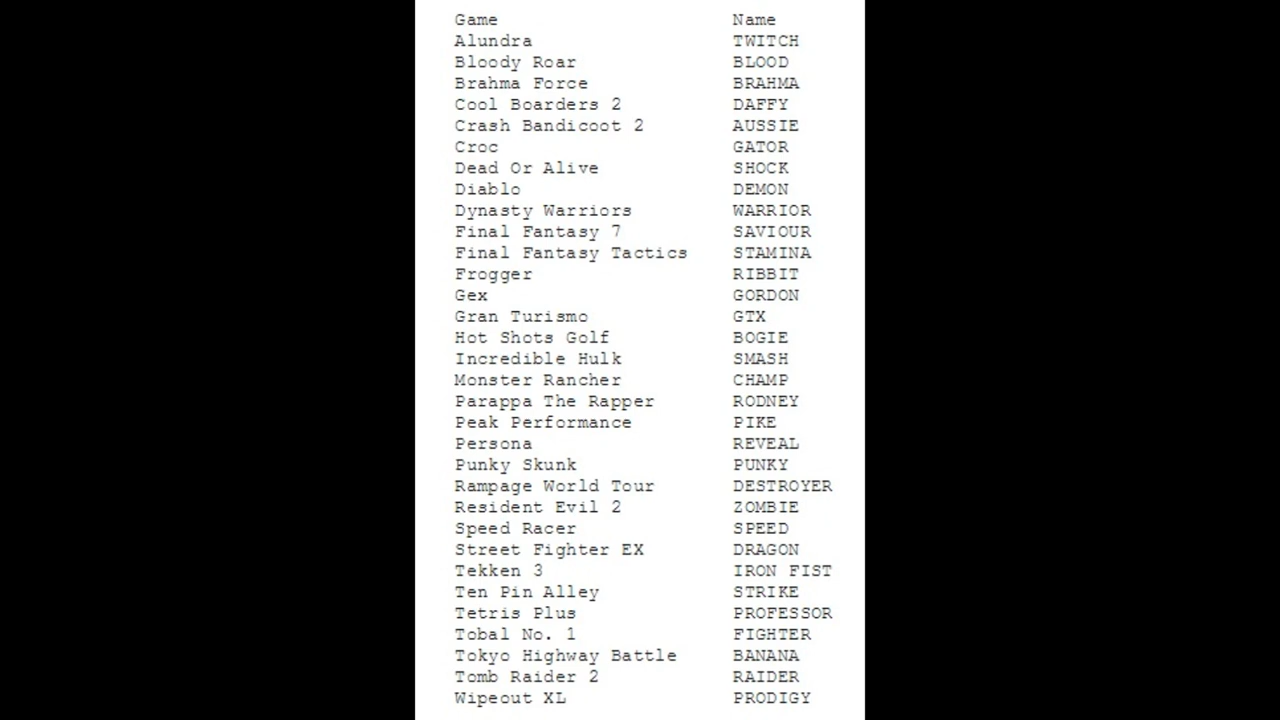 Game Name
Alundra TWITCH
Bloody Roar BLOOD
Brahma Force BRAHMA
Cool Boarders 2 DAFFY
Crash Bandicoot 2 AUSSIE
Croc GATOR
Dead Or Alive SHOCK
Diablo DEMON
Dynasty Warriors WARRIOR
Final Fantasy 7 SAVIOUR
Final Fantasy Tactics STAMINA
Frogger RIBBIT
Gex GORDON
Gran Turismo GTX
Hot Shots Golf BOGIE
Incredible Hulk SMASH
Monster Rancher CHAMP
Parappa The Rapper RODNEY
Peak Performance PIKE
Persona REVEAL
Punky Skunk PUNKY
Rampage World Tour DESTROYER
Resident Evil 2 ZOMBIE
Speed Racer SPEED
Street Fighter EX DRAGON
Tekken 3 IRON FIST
Ten Pin Alley STRIKE
Tetris Plus PROFESSOR
Tobal No. 1 FIGHTER
Tokyo Highway Battle BANANA
Tomb Raider 2 RAIDER
Wipeout XL PRODIGY